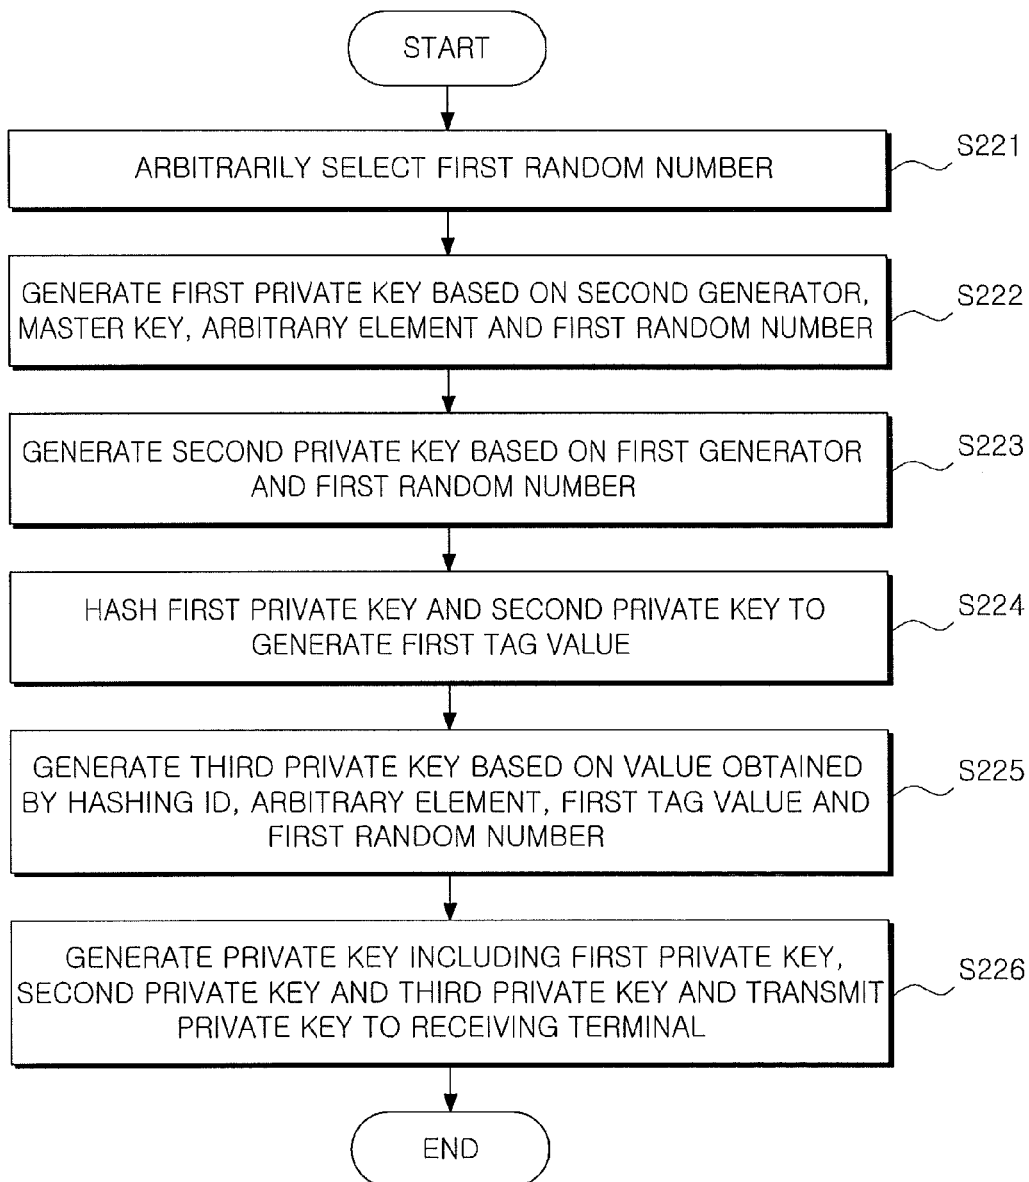 START
ARBITRARILY SELECT FIRST RANDOM NUMBER
S221
GENERATE FIRST PRIVATE KEY BASED ON SECOND GENERATOR,
MASTER KEY, ARBITRARY ELEMENT AND FIRST RANDOM NUMBER
S222
GENERATE SECOND PRIVATE KEY BASED ON FIRST GENERATOR
AND FIRST RANDOM NUMBER
S223
HASH FIRST PRIVATE KEY AND SECOND PRIVATE KEY TO
GENERATE FIRST TAG VALUE
S224
GENERATE THIRD PRIVATE KEY BASED ON VALUE OBTAINED
BY HASHING ID, ARBITRARY ELEMENT, FIRST TAG VALUE AND
FIRST RANDOM NUMBER
S225
GENERATE PRIVATE KEY INCLUDING FIRST PRIVATE KEY,
SECOND PRIVATE KEY AND THIRD PRIVATE KEY AND TRANSMIT
PRIVATE KEY TO RECEIVING TERMINAL
S226
END